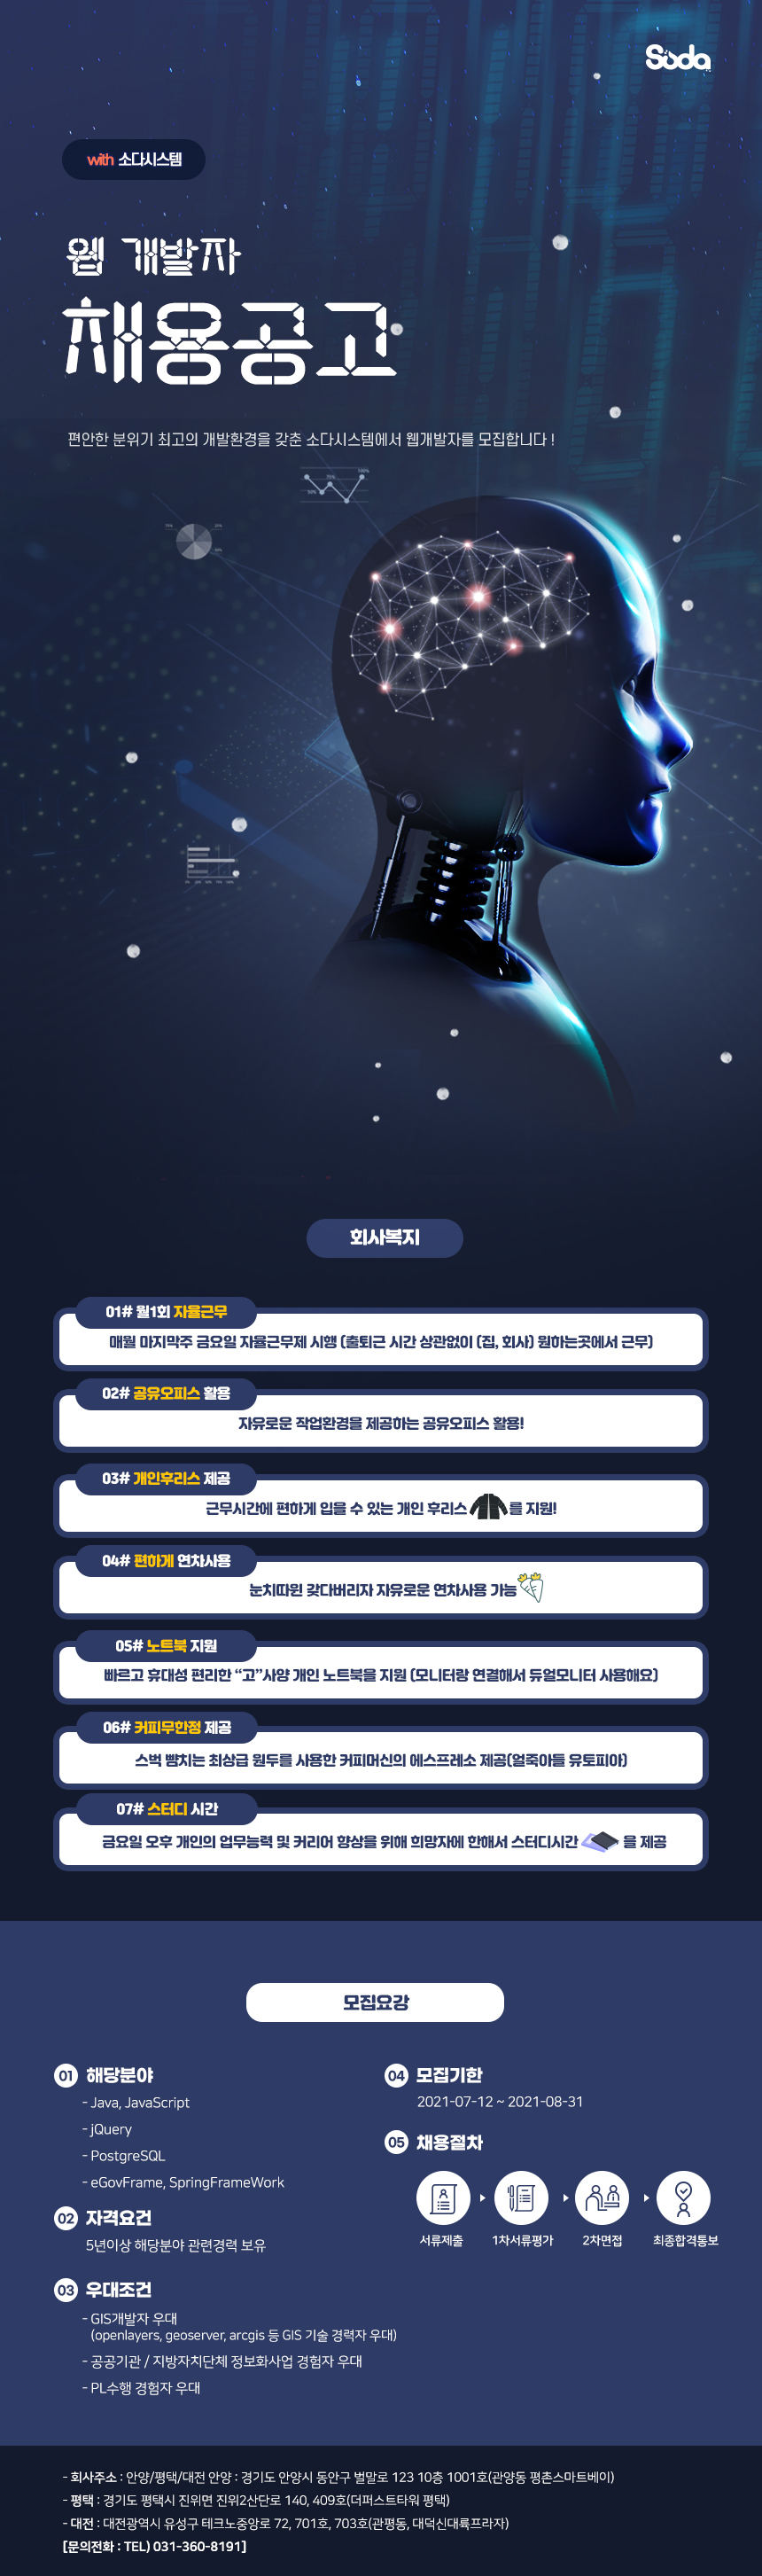 Soda
with 소다시스템
웹 개발자
채용공고
편안한 분위기 최고의 개발환경을 갖춘 소다시스템에서 웹개발자를 모집합니다 !
회사복지
01# 월1회 자율근무
매월 마지막주 금요일 자율근무제 시행 (출퇴근 시간 상관없이 (집, 회사) 원하는곳에서 근무)
02# 공유오피스 활용
자유로운 작업환경을 제공하는 공유오피스 활용!
03# 개인후리스 제공
근무시간에 편하게 입을 수 있는 개인 후리스 를 지원!
04# 편하게 연차사용
눈치따윈 갖다버리자 자유로운 연차사용 가능
05# 노트북 지원
빠르고 휴대성 편리한 “고”사양 개인 노트북을 지원 (모니터랑 연결해서 듀얼모니터 사용해요)
06# 커피무한정 제공
스벅 뺨치는 최상급 원두를 사용한 커피머신의 에스프레소 제공(얼죽아들 유토피아)
07# 스터디 시간
금요일 오후 개인의 업무능력 및 커리어 향상을 위해 희망자에 한해서 스터디시간 을 제공
모집요강
01 해당분야
- Java, JavaScript
- jQuery
- PostgreSQL
- eGovFrame, SpringFrameWork
02 자격요건
5년이상 해당분야 관련경력 보유
03 우대조건
- GIS개발자 우대
(openlayers, geoserver, arcgis 등 GIS 기술 경력자 우대)
- 공공기관 / 지방자치단체 정보화사업 경험자 우대
- PL수행 경험자 우대
04 모집기한
2021-07-12 ~ 2021-08-31
05 채용절차
서류제출 1차서류평가 2차면접 최종합격통보
- 회사주소 : 안양/평택/대전 안양 : 경기도 안양시 동안구 벌말로 123 10층 1001호(관양동 평촌스마트베이)
- 평택 : 경기도 평택시 진위면 진위2산단로 140, 409호(더퍼스트타워 평택)
- 대전 : 대전광역시 유성구 테크노중앙로 72, 701호, 703호(관평동, 대덕신대륙프라자)
[문의전화 : TEL) 031-360-8191]